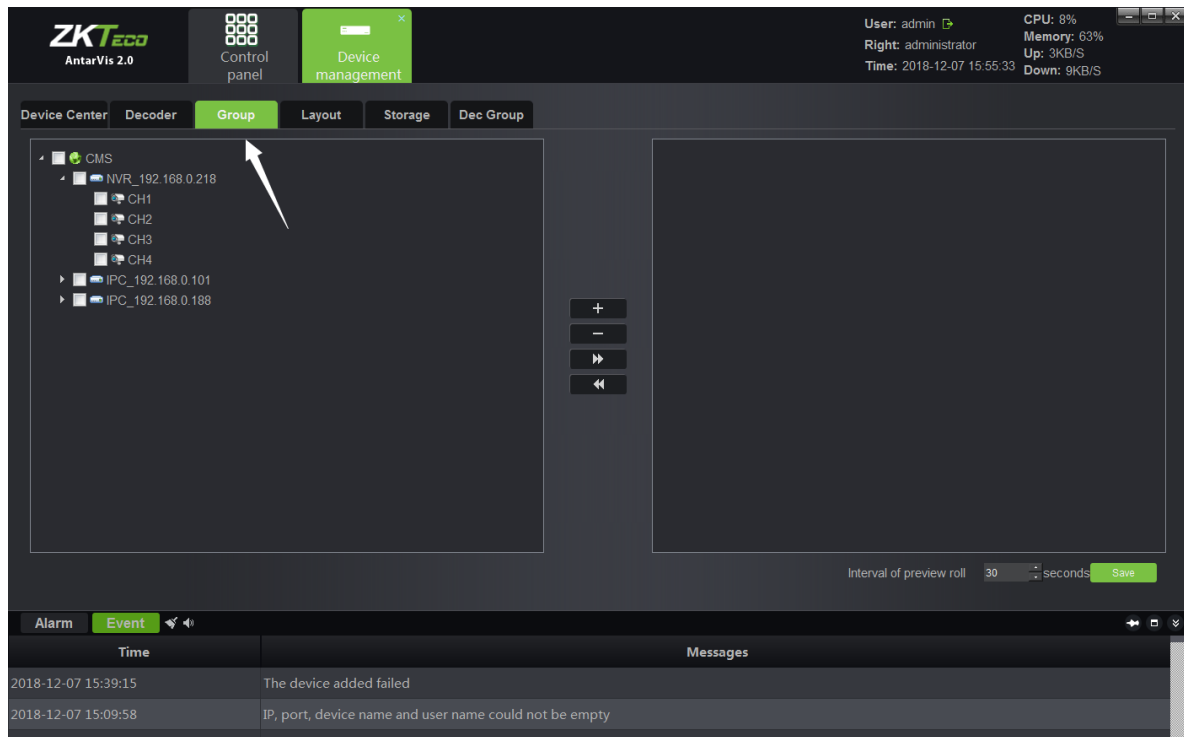 ZKTECO
AntarVis 2.0
Control
panel
×
Device
management
User: admin
Right: administrator
Time: 2018-12-07 15:55:33
CPU: 8%
Memory: 63%
Up: 3KB/S
Down: 9KB/S
Device Center Decoder Group Layout Storage Dec Group
CMS
NVR_192.168.0.218
CH1
CH2
CH3
CH4
IPC_192.168.0.101
IPC_192.168.0.188
+
−
Interval of preview roll 30 seconds Save
Alarm Event
Time Messages
2018-12-07 15:39:15 The device added failed
2018-12-07 15:09:58 IP, port, device name and user name could not be empty